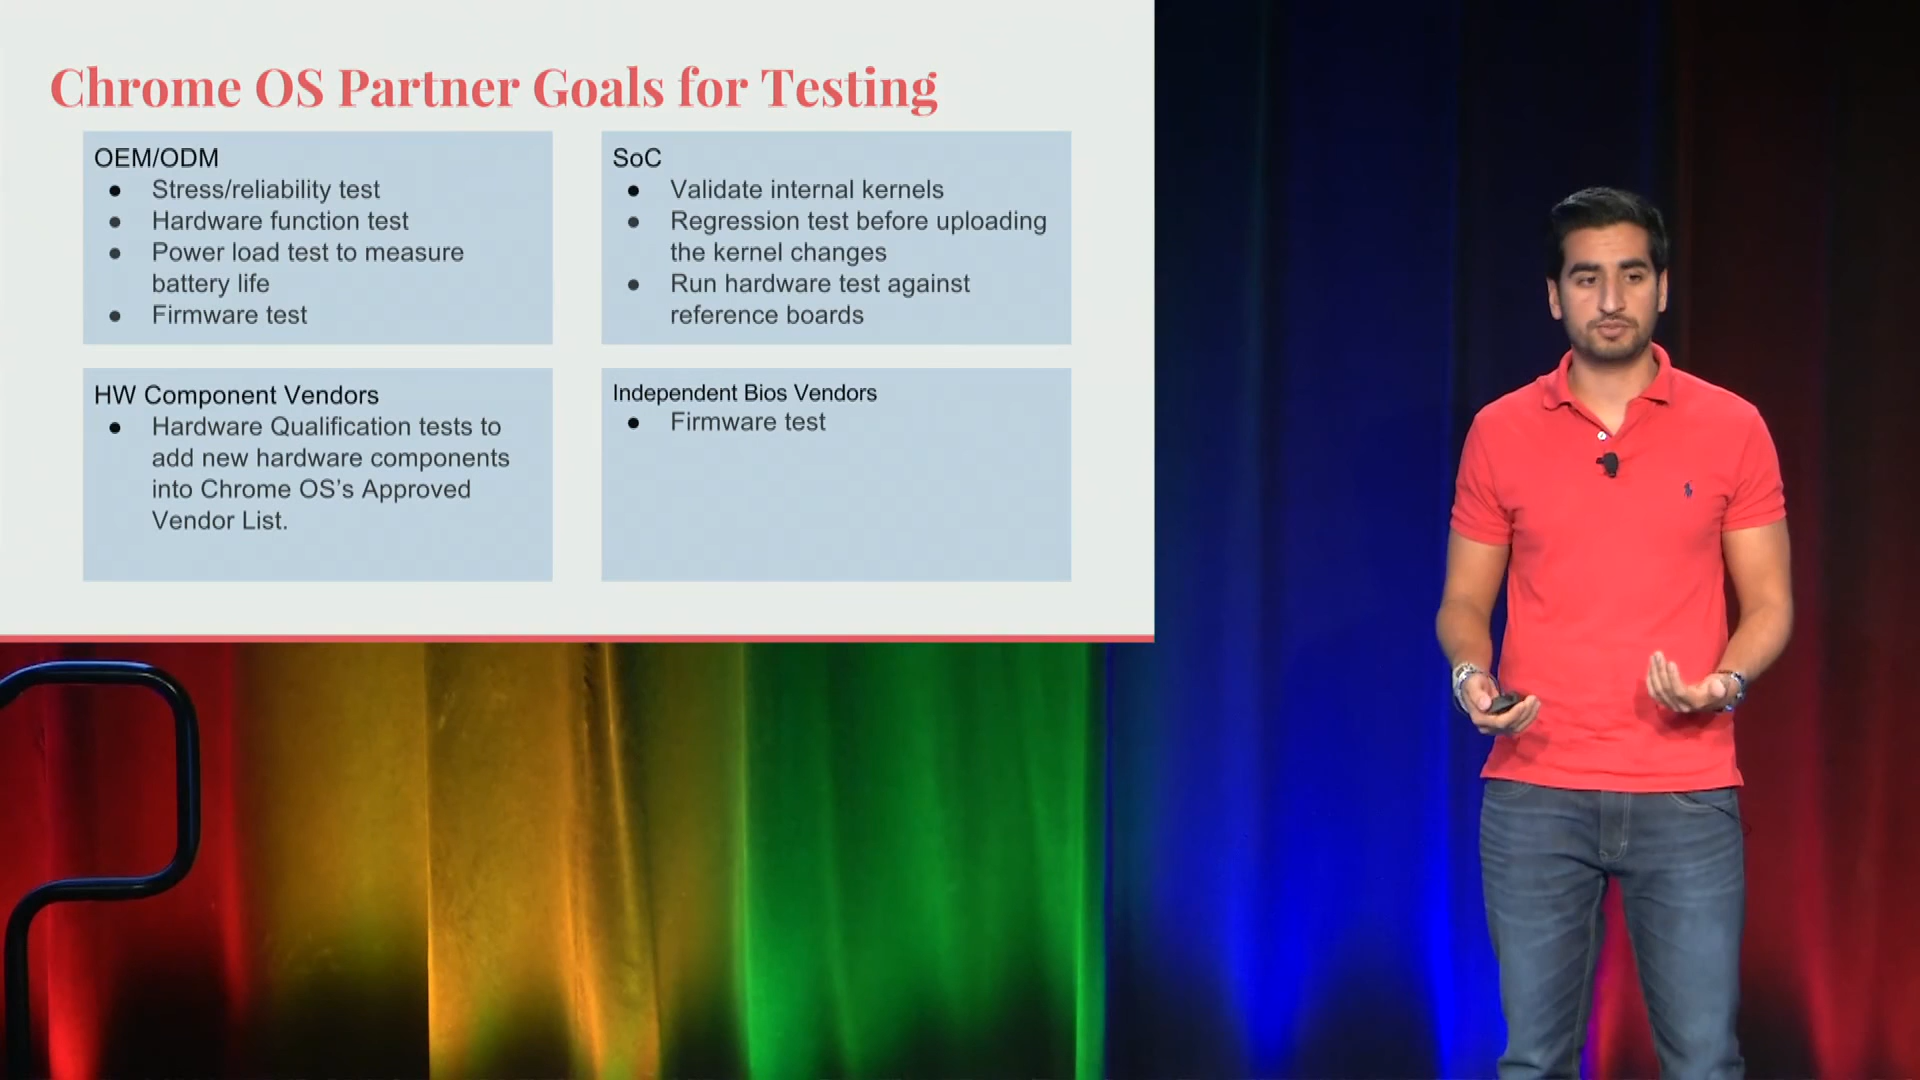 Chrome OS Partner Goals for Testing
OEM/ODM
● Stress/reliability test
● Hardware function test
● Power load test to measure
battery life
● Firmware test
SoC
● Validate internal kernels
● Regression test before uploading
the kernel changes
● Run hardware test against
reference boards
HW Component Vendors
● Hardware Qualification tests to
add new hardware components
into Chrome OS’s Approved
Vendor List.
Independent Bios Vendors
● Firmware test